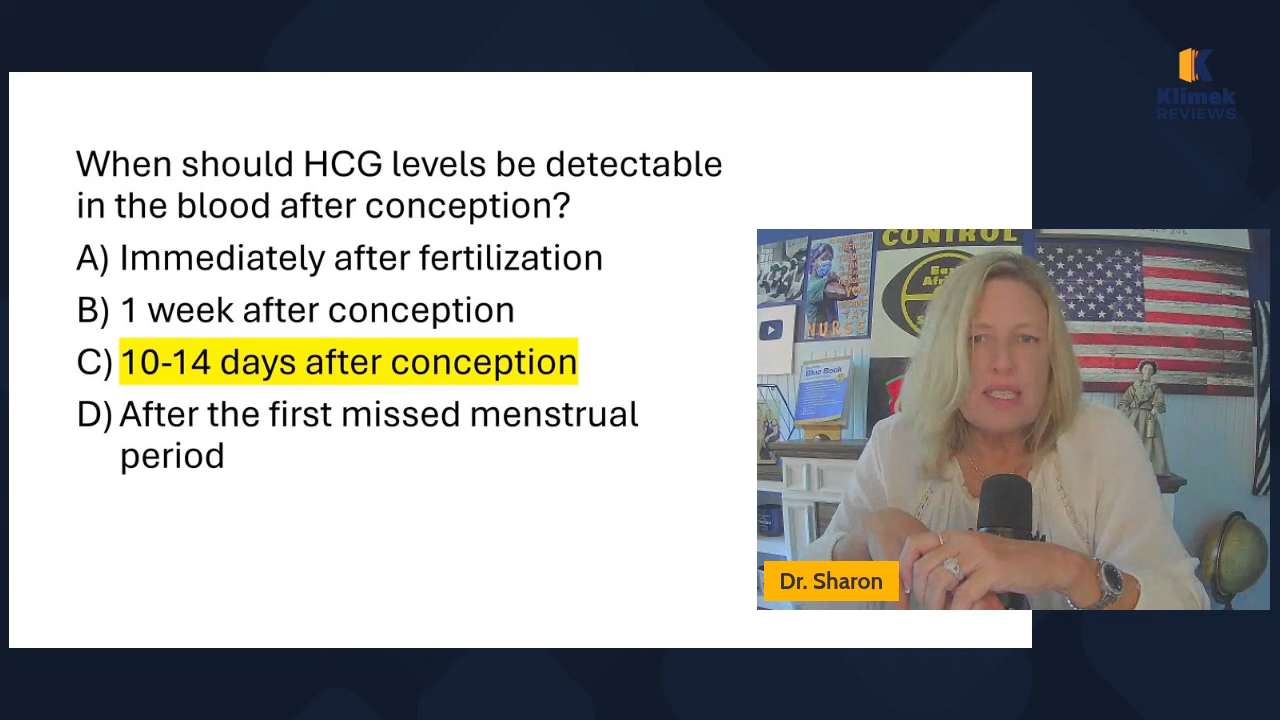 Klimek
REVIEWS
When should HCG levels be detectable
in the blood after conception?
A) Immediately after fertilization
B) 1 week after conception
C) 10-14 days after conception
D) After the first missed menstrual
period
CONTROL
NURSE
Blue Book
Dr. Sharon